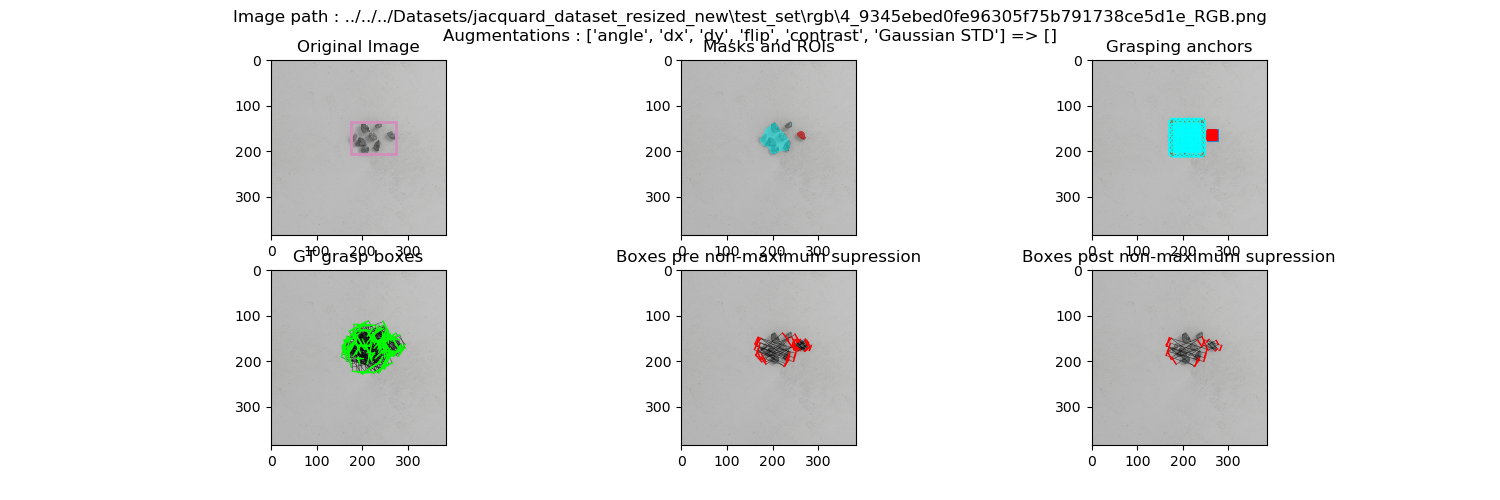 Image path : ../../../Datasets/jacquard_dataset_resized_new\test_set\rgb\4_9345ebed0fe96305f75b791738ce5d1e_RGB.png
Augmentations : ['angle', 'dx', 'dy', 'flip', 'contrast', 'Gaussian STD'] => []
Original Image
Masks and ROIs
Grasping anchors
0
100
200
300
0 100 200 300
0
100
200
300
0 100 200 300
0
100
200
300
0 100 200 300
GT grasp boxes
Boxes pre non-maximum supression
Boxes post non-maximum supression
0
100
200
300
0 100 200 300
0
100
200
300
0 100 200 300
0
100
200
300
0 100 200 300